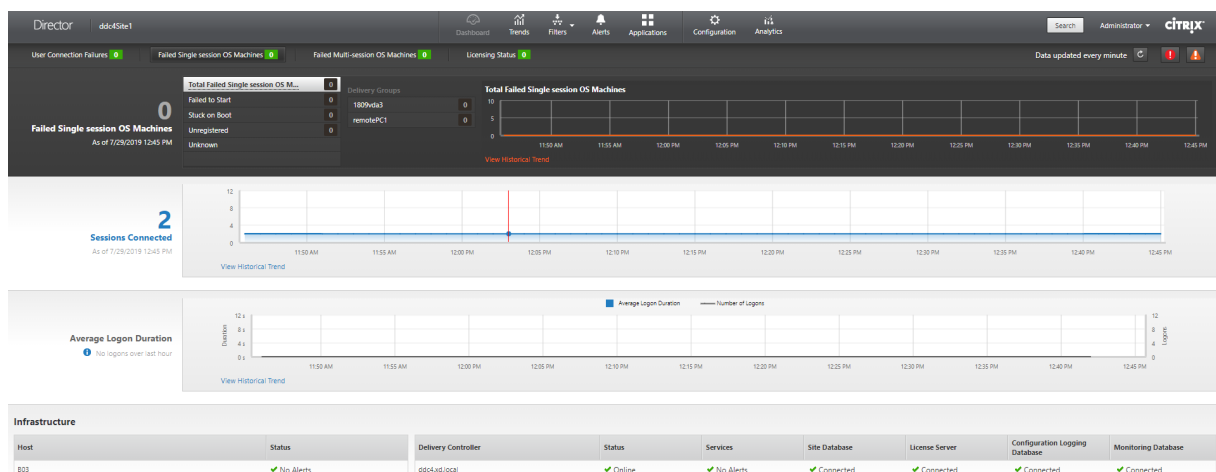 Director ddc4Site1 Dashboard Trends Filters Alerts Applications Configuration Analytics Search Administrator CİTRIX
User Connection Failures 0 Failed Single session OS Machines 0 Failed Multi-session OS Machines 0 Licensing Status 0 Data updated every minute
0
Failed Single session OS Machines
As of 7/29/2019 12:45 PM
Total Failed Single session OS M... 0
Failed to Start 0
Stuck on Boot 0
Unregistered 0
Unknown
Delivery Groups
1809vda3 0
remotePC1 0
Total Failed Single session OS Machines
10
5
0
11:50 AM 11:55 AM 12:00 PM 12:05 PM 12:10 PM 12:15 PM 12:20 PM 12:25 PM 12:30 PM 12:35 PM 12:40 PM 12:45 PM
View Historical Trend
2
Sessions Connected
As of 7/29/2019 12:45 PM
12
8
4
0
11:50 AM 11:55 AM 12:00 PM 12:05 PM 12:10 PM 12:15 PM 12:20 PM 12:25 PM 12:30 PM 12:35 PM 12:40 PM 12:45 PM
View Historical Trend
Average Logon Duration
No logons over last hour
Average Logon Duration Number of Logons
Duration
12 s
8 s
4 s
0 s
12
8
4
0
Logons
11:50 AM 11:55 AM 12:00 PM 12:05 PM 12:10 PM 12:15 PM 12:20 PM 12:25 PM 12:30 PM 12:35 PM 12:40 PM 12:45 PM
View Historical Trend
Infrastructure
Host Status Delivery Controller Status Services Site Database License Server Configuration Logging Database Monitoring Database
B03 No Alerts ddc4.xd.local Online No Alerts Connected Connected Connected Connected